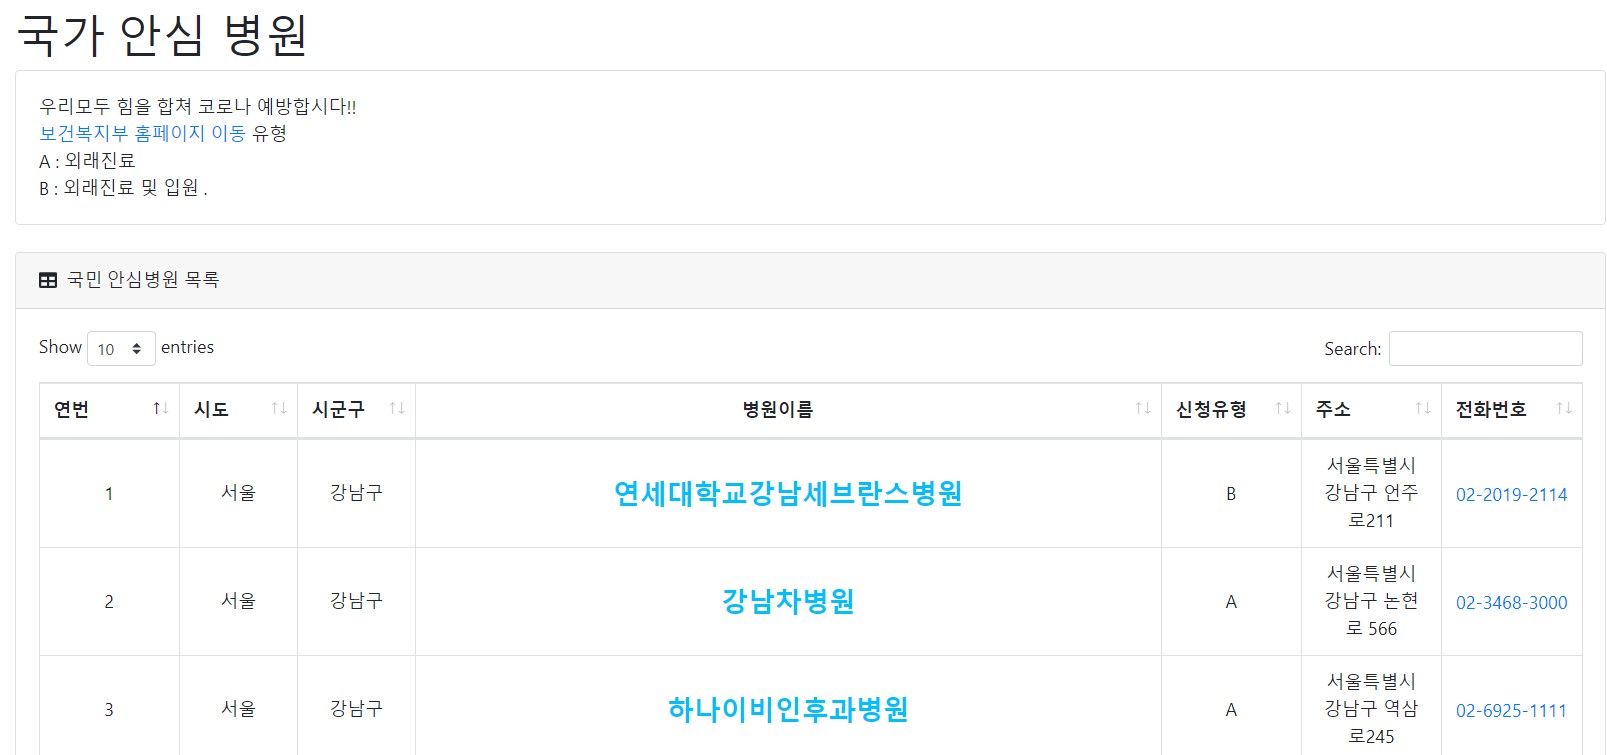 국가 안심 병원
우리모두 힘을 합쳐 코로나 예방합시다!!
보건복지부 홈페이지 이동 유형
A : 외래진료
B : 외래진료 및 입원 .
국민 안심병원 목록
Show 10 entries
Search:
연번 시도 시군구 병원이름 신청유형 주소 전화번호
1 서울 강남구 연세대학교강남세브란스병원 B 서울특별시
강남구 언주
로211
02-2019-2114
2 서울 강남구 강남차병원 A 서울특별시
강남구 논현
로 566
02-3468-3000
3 서울 강남구 하나이비인후과병원 A 서울특별시
강남구 역삼
로245
02-6925-1111